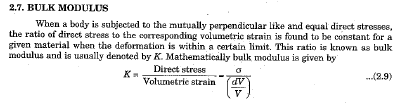 2.7. BULK MODULUS
When a body is subjected to the mutually perpendicular like and equal direct stresses,
the ratio of direct stress to the corresponding volumetric strain is found to be constant for a
given material when the deformation is within a certain limit. This ratio is known as bulk
modulus and is usually denoted by K. Mathematically bulk modulus is given by
K = Direct stress / Volumetric strain = σ / (dV / V) ...(2.9)